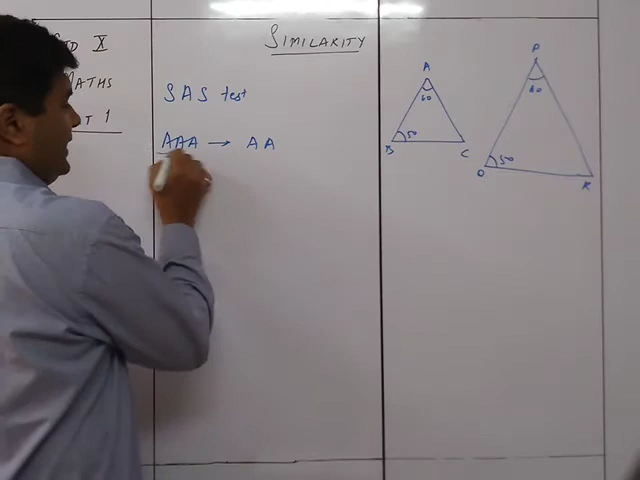 X
SIMILARITY
MATHS
T 1
SAS test
AAA → AA
A
60
50
B
C
P
60
50
Q
R